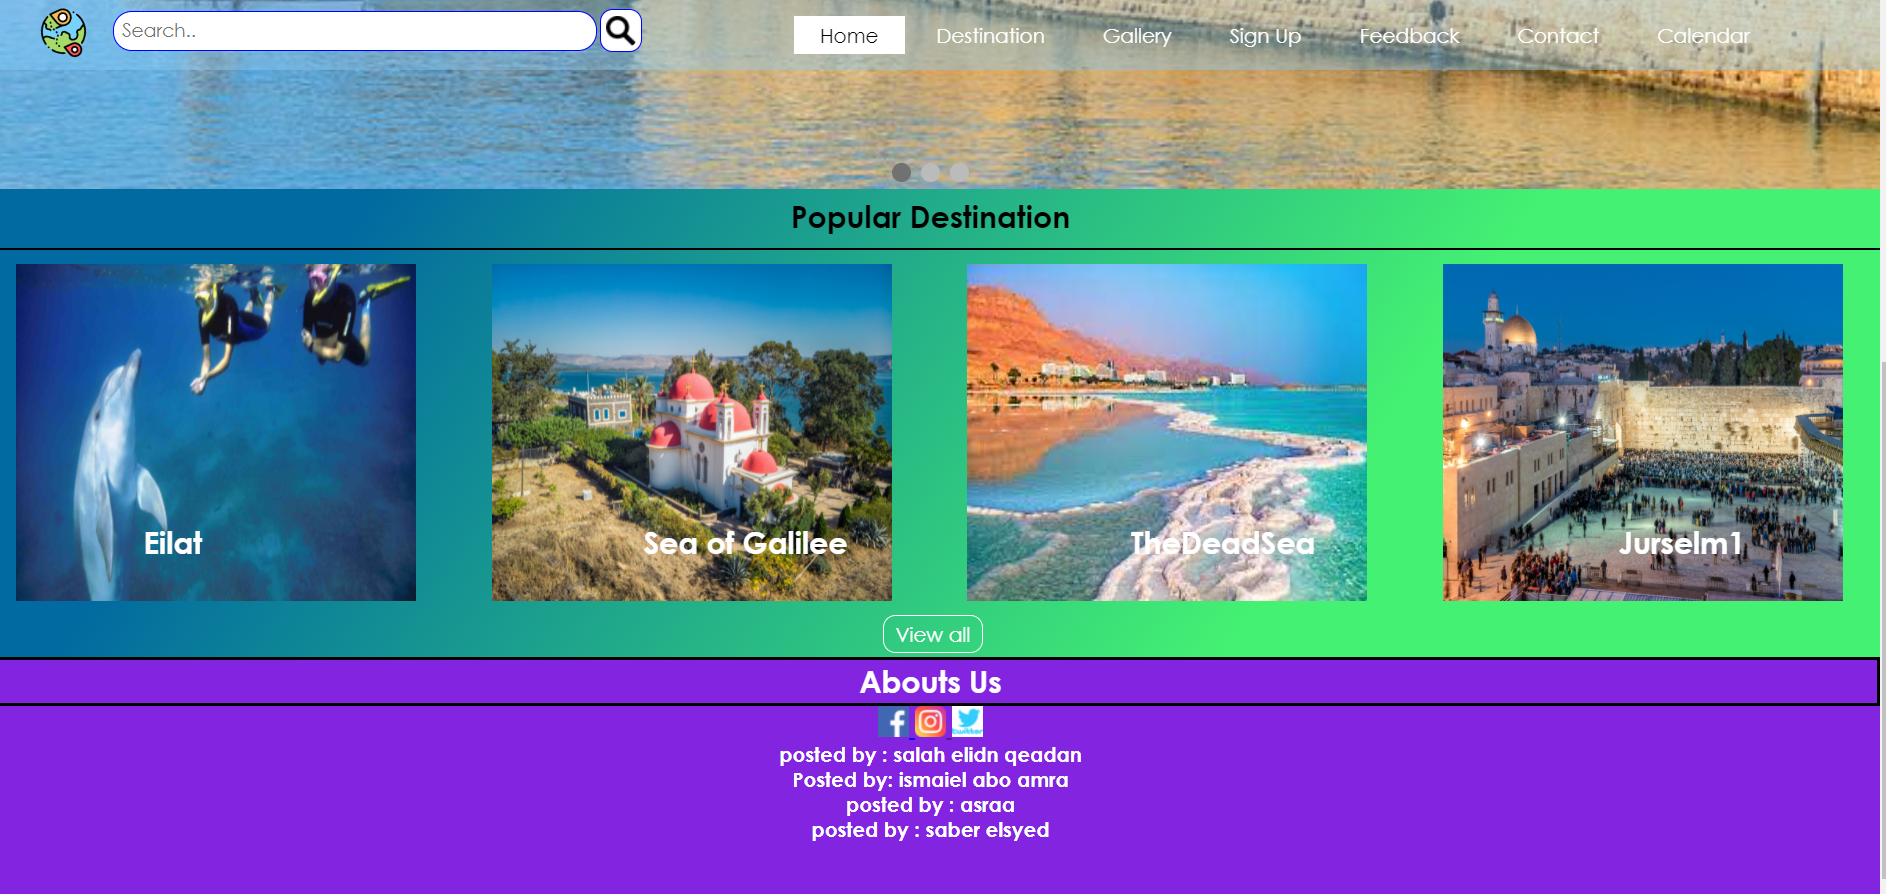 Search..
Home Destination Gallery Sign Up Feedback Contact Calendar
Popular Destination
Eilat
Sea of Galilee
TheDeadSea
Jurselm1
View all
Abouts Us
twitter
posted by : salah elidn qeadan
Posted by: ismaiel abo amra
posted by : asraa
posted by : saber elsyed